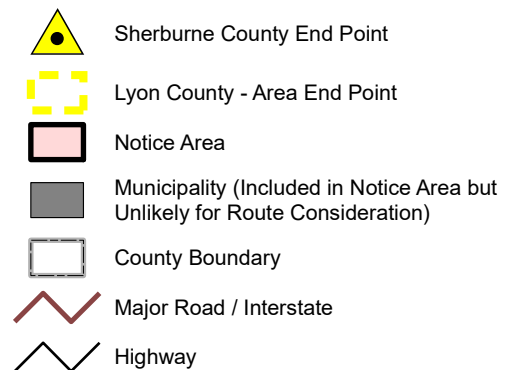 Sherburne County End Point
Lyon County - Area End Point
Notice Area
Municipality (Included in Notice Area but
Unlikely for Route Consideration)
County Boundary
Major Road / Interstate
Highway